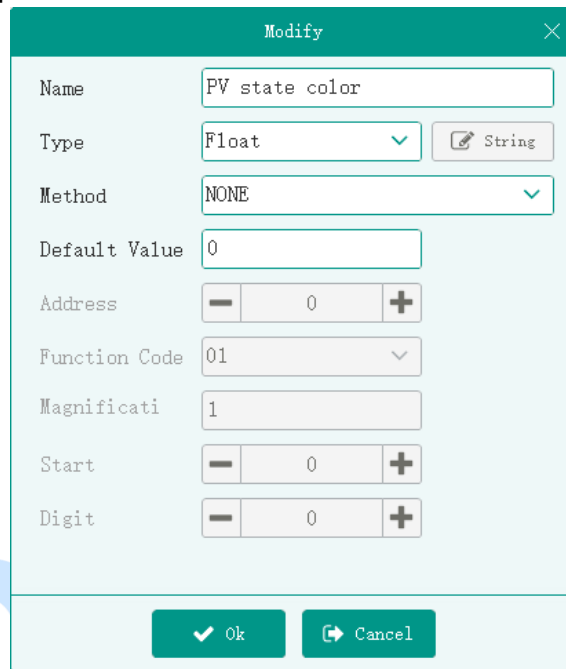 Modify
Name PV state color
Type Float String
Method NONE
Default Value 0
Address 0
Function Code 01
Magnificati 1
Start 0
Digit 0
Ok Cancel